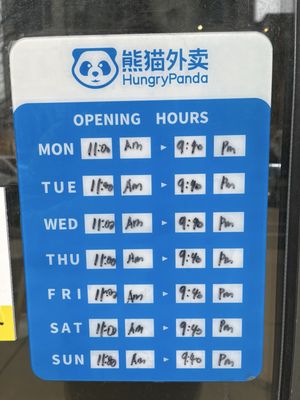 熊猫外卖
HungryPanda
OPENING HOURS
MON 11:00 Am 9:40 Pm
TUE 11:00 Am 9:40 Pm
WED 11:00 Am 9:40 Pm
THU 11:00 Am 9:40 Pm
FRI 11:00 Am 9:40 Pm
SAT 11:00 Am 9:40 Pm
SUN 11:00 Am 9:40 Pm